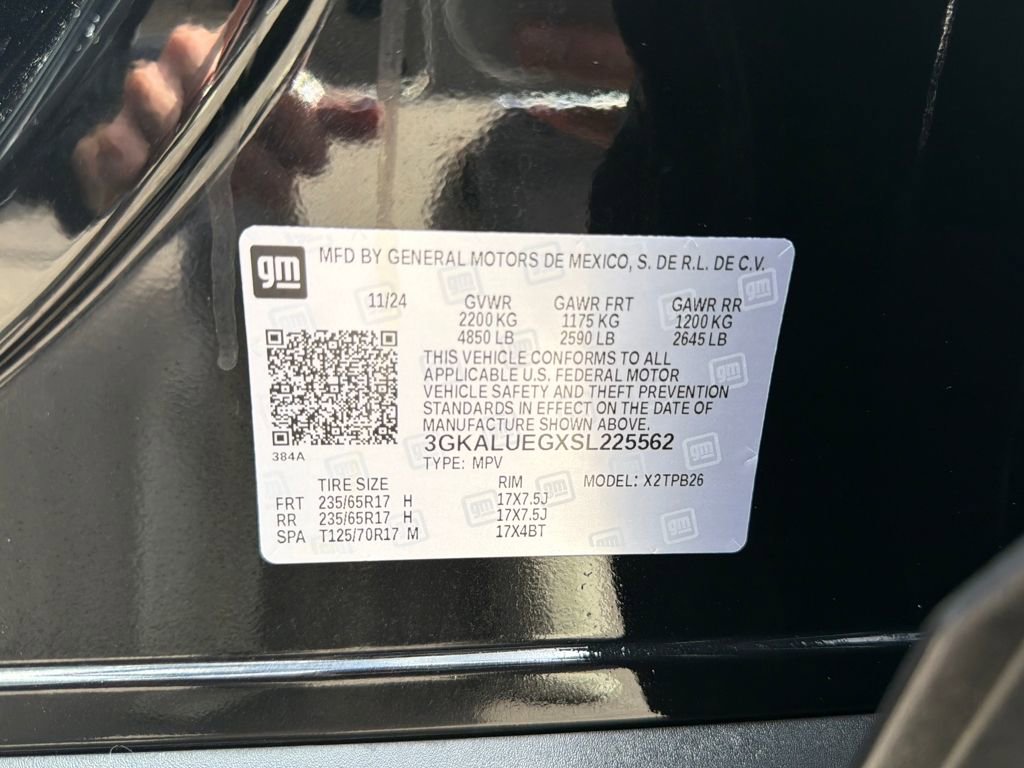 gm MFD BY GENERAL MOTORS DE MEXICO, S. DE R.L. DE C.V.
11/24 GVWR GAWR FRT GAWR RR
2200 KG 1175 KG 1200 KG
4850 LB 2590 LB 2645 LB
THIS VEHICLE CONFORMS TO ALL
APPLICABLE U.S. FEDERAL MOTOR
VEHICLE SAFETY AND THEFT PREVENTION
STANDARDS IN EFFECT ON THE DATE OF
MANUFACTURE SHOWN ABOVE.
3GKALUEGXSL225562
384A
TYPE: MPV
TIRE SIZE RIM MODEL: X2TPB26
FRT 235/65R17 H 17X7.5J
RR 235/65R17 H 17X7.5J
SPA T125/70R17 M 17X4BT